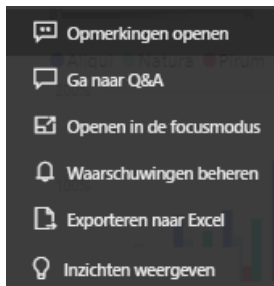 Opmerkingen openen
Ga naar Q&A
Openen in de focusmodus
Waarschuwingen beheren
Exporteren naar Excel
Inzichten weergeven